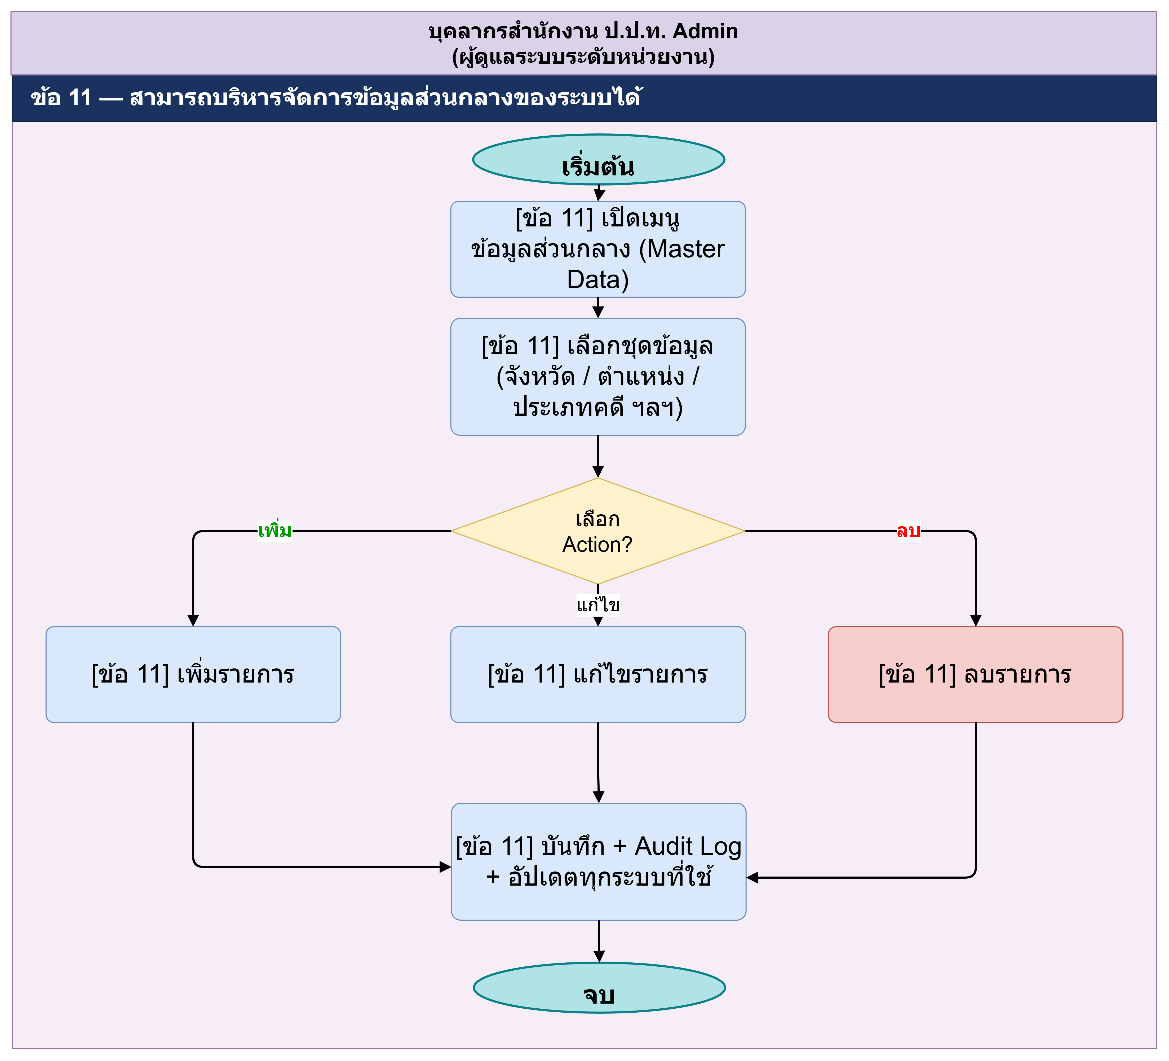 บุคลากรสำนักงาน ป.ป.ท. Admin
(ผู้ดูแลระบบระดับหน่วยงาน)
ข้อ 11 — สามารถบริหารจัดการข้อมูลส่วนกลางของระบบได้
เริ่มต้น
[ข้อ 11] เปิดเมนู
ข้อมูลส่วนกลาง (Master
Data)
[ข้อ 11] เลือกชุดข้อมูล
(จังหวัด / ตำแหน่ง /
ประเภทคดี ฯลฯ)
เลือก
Action?
เพิ่ม
ลบ
แก้ไข
[ข้อ 11] เพิ่มรายการ
[ข้อ 11] แก้ไขรายการ
[ข้อ 11] ลบรายการ
[ข้อ 11] บันทึก + Audit Log
+ อัปเดตทุกระบบที่ใช้
จบ